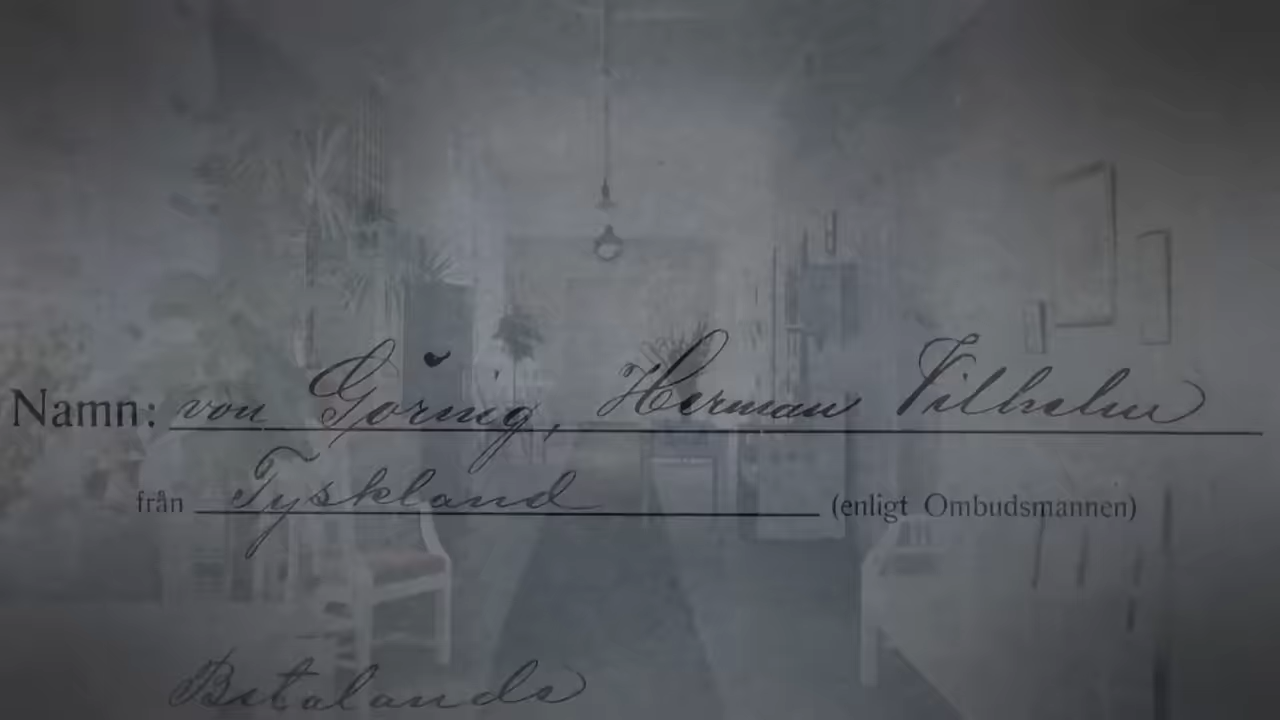 Namn: von Göring, Herman Vilhelm
från Tyskland (enligt Ombudsmannen)
Betalande